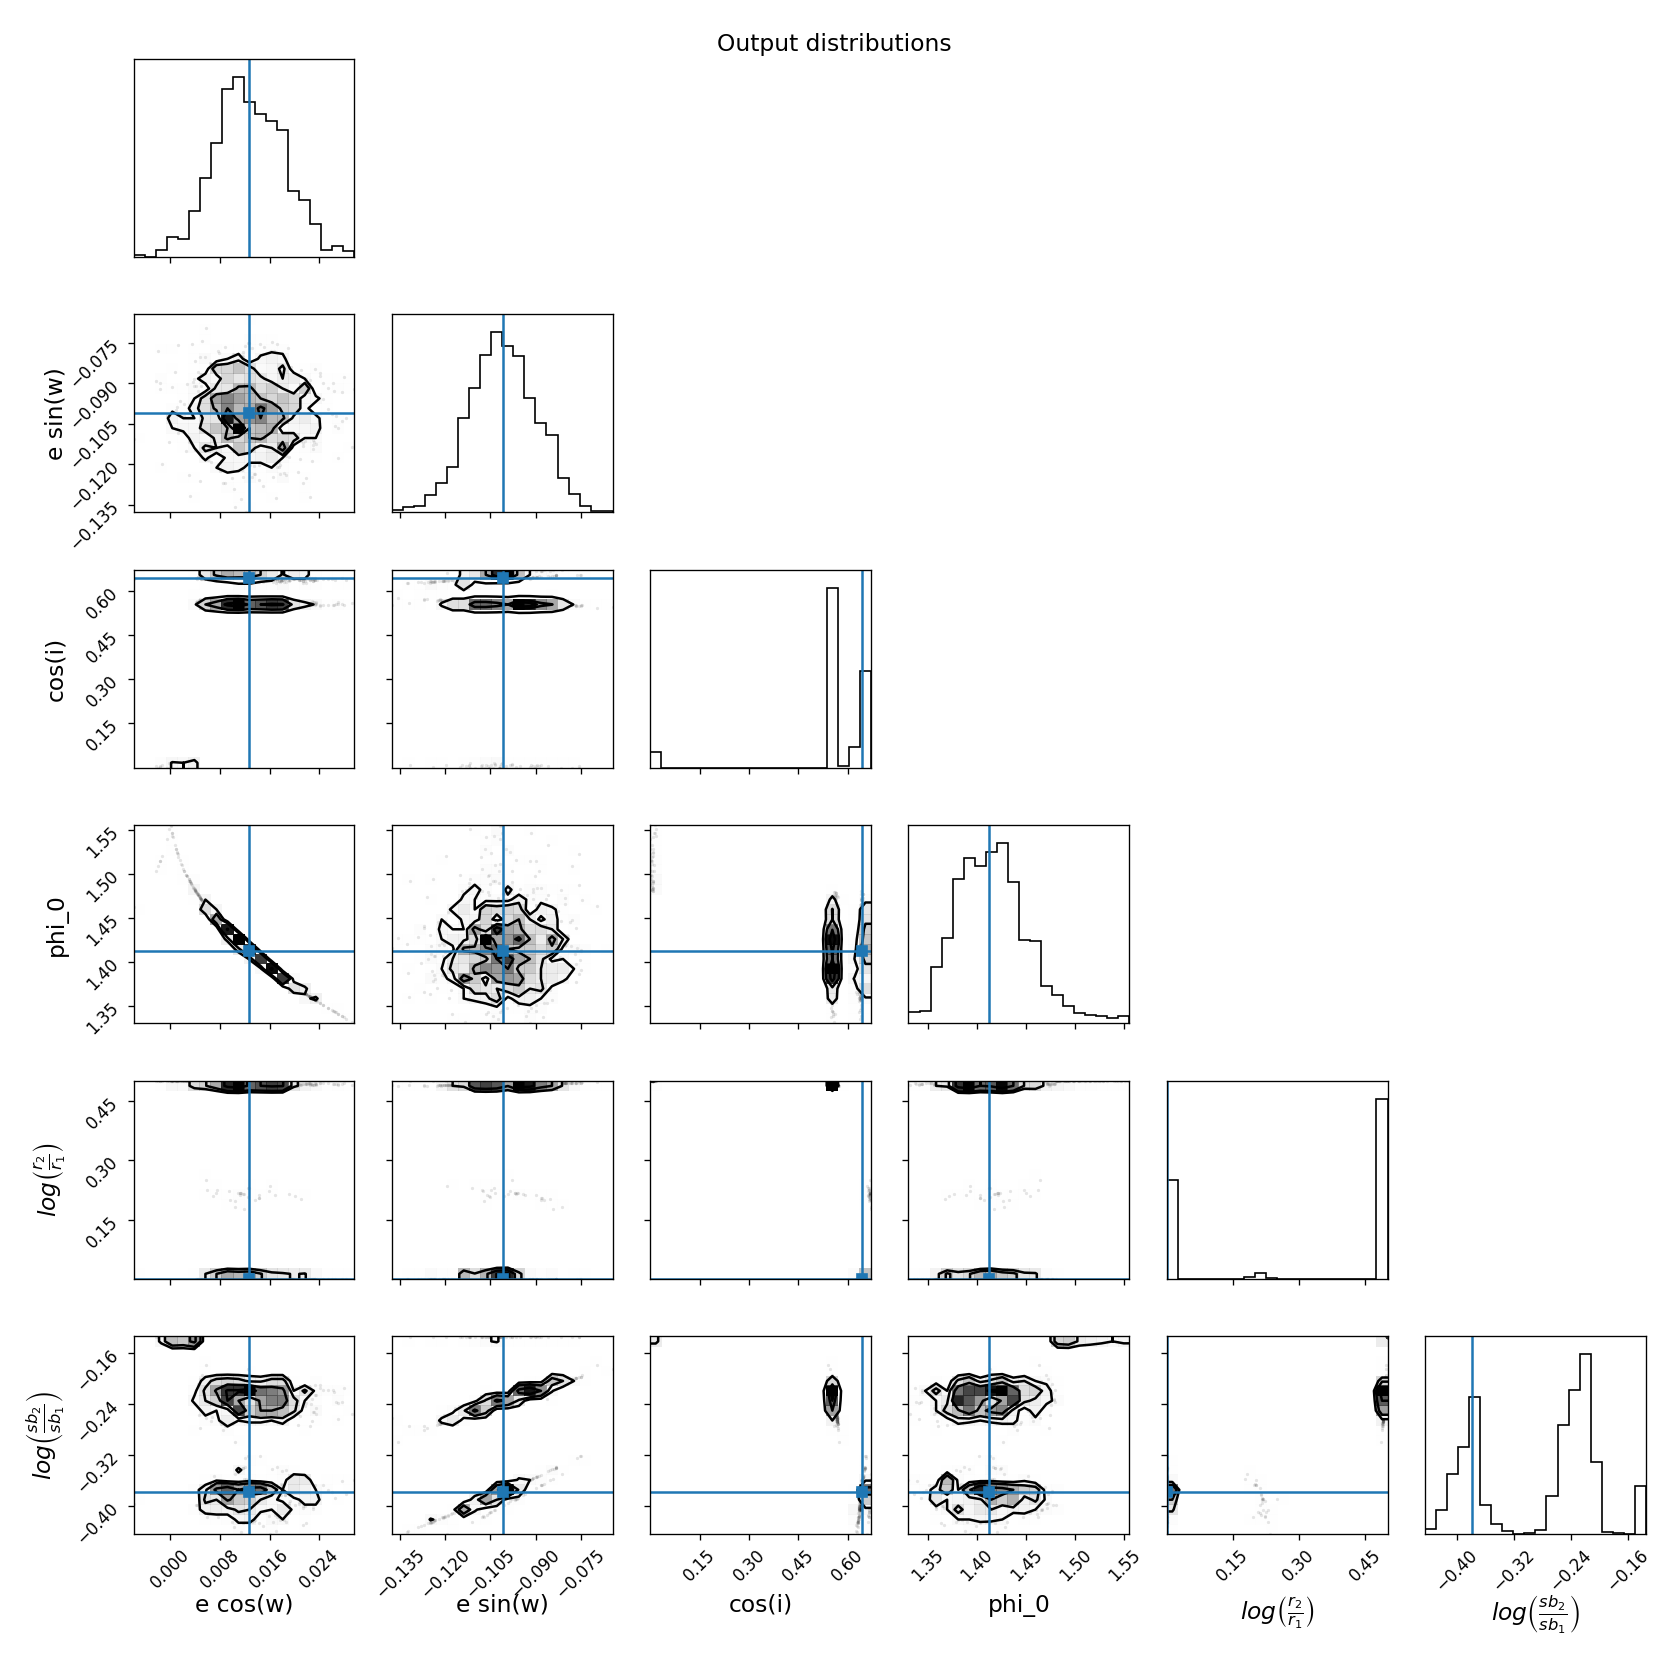 Output distributions
e sin(w)
−0.075
−0.090
−0.105
−0.120
−0.135
cos(i)
0.60
0.45
0.30
0.15
phi_0
1.55
1.50
1.45
1.40
1.35
log(r2/r1)
0.45
0.30
0.15
log(sb2/sb1)
−0.16
−0.24
−0.32
−0.40
0.000 0.008 0.016 0.024
−0.135 −0.120 −0.105 −0.090 −0.075
0.15 0.30 0.45 0.60
1.35 1.40 1.45 1.50 1.55
0.15 0.30 0.45
−0.40 −0.32 −0.24 −0.16
e cos(w) e sin(w) cos(i) phi_0 log(r2/r1) log(sb2/sb1)